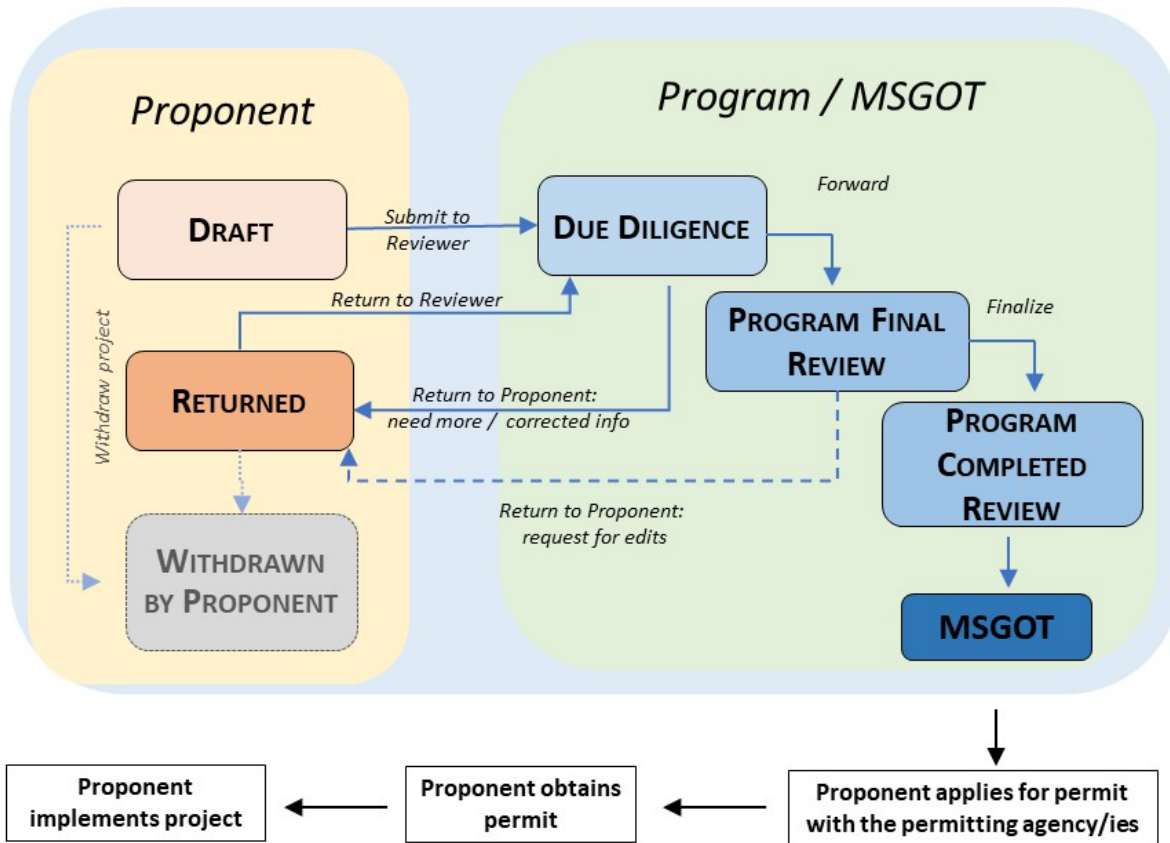 Proponent
Program / MSGOT
DRAFT
Submit to
Reviewer
DUE DILIGENCE
Forward
Return to Reviewer
PROGRAM FINAL
REVIEW
Finalize
Withdraw project
RETURNED
Return to Proponent:
need more / corrected info
PROGRAM
COMPLETED
REVIEW
Return to Proponent:
request for edits
WITHDRAWN
BY PROPONENT
MSGOT
Proponent
implements project
Proponent obtains
permit
Proponent applies for permit
with the permitting agency/ies